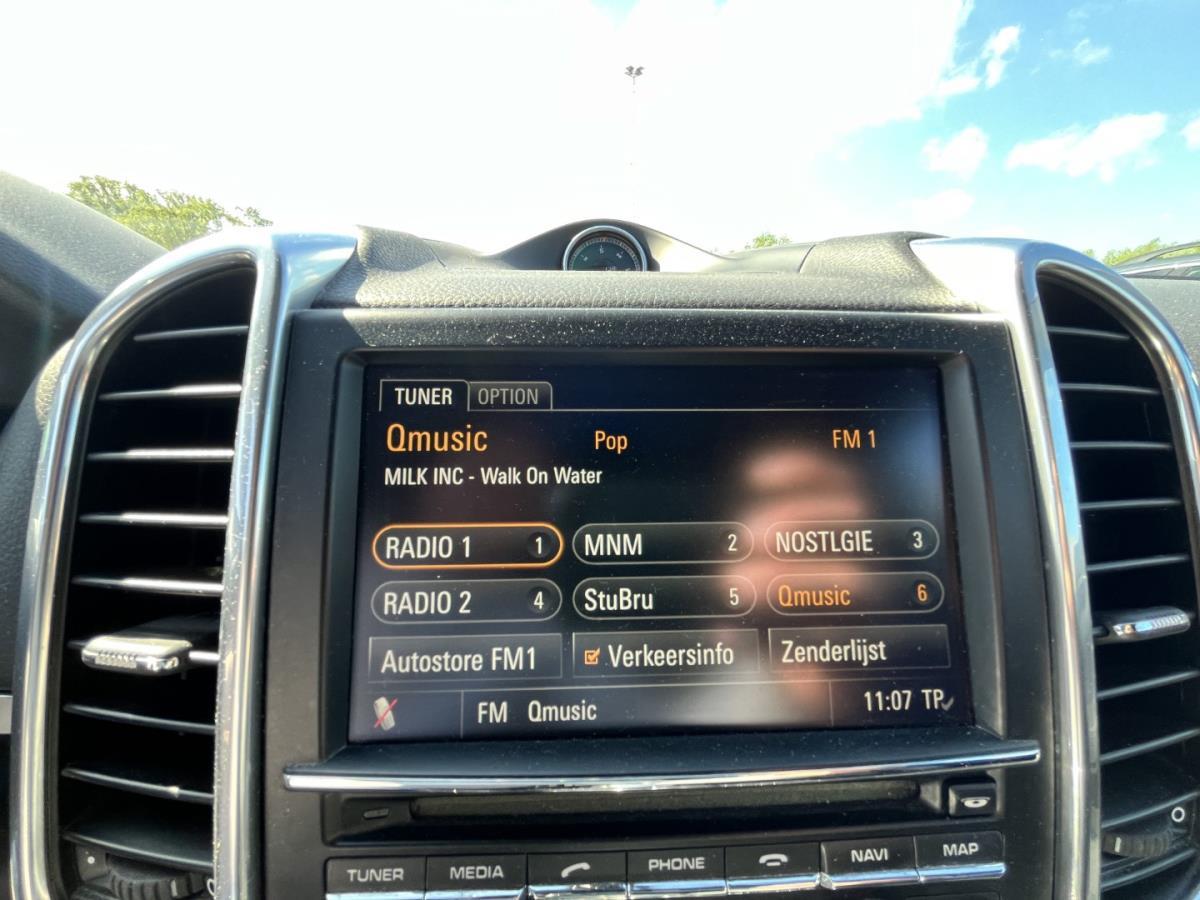 TUNER OPTION
Qmusic Pop FM 1
MILK INC - Walk On Water
RADIO 1 1 MNM 2 NOSTLGIE 3
RADIO 2 4 StuBru 5 Qmusic 6
Autostore FM1 Verkeersinfo Zenderlijst
FM Qmusic 11:07 TP
TUNER MEDIA PHONE NAVI MAP